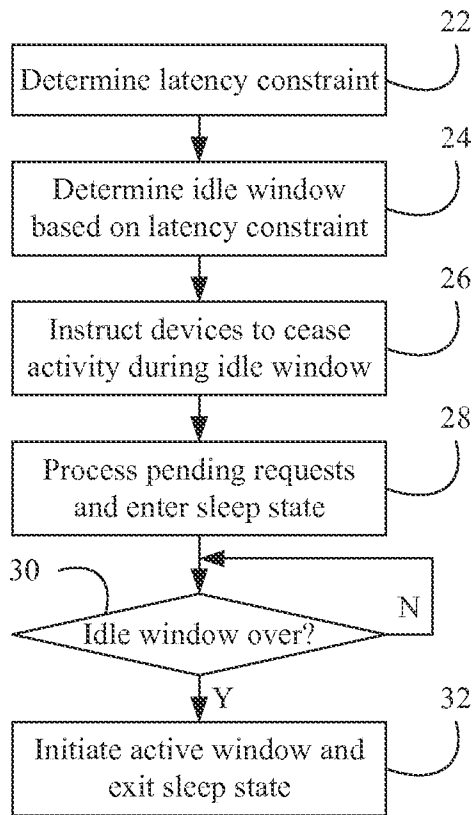 22
Determine latency constraint
24
Determine idle window
based on latency constraint
26
Instruct devices to cease
activity during idle window
28
Process pending requests
and enter sleep state
30
N
Idle window over?
Y
32
Initiate active window and
exit sleep state